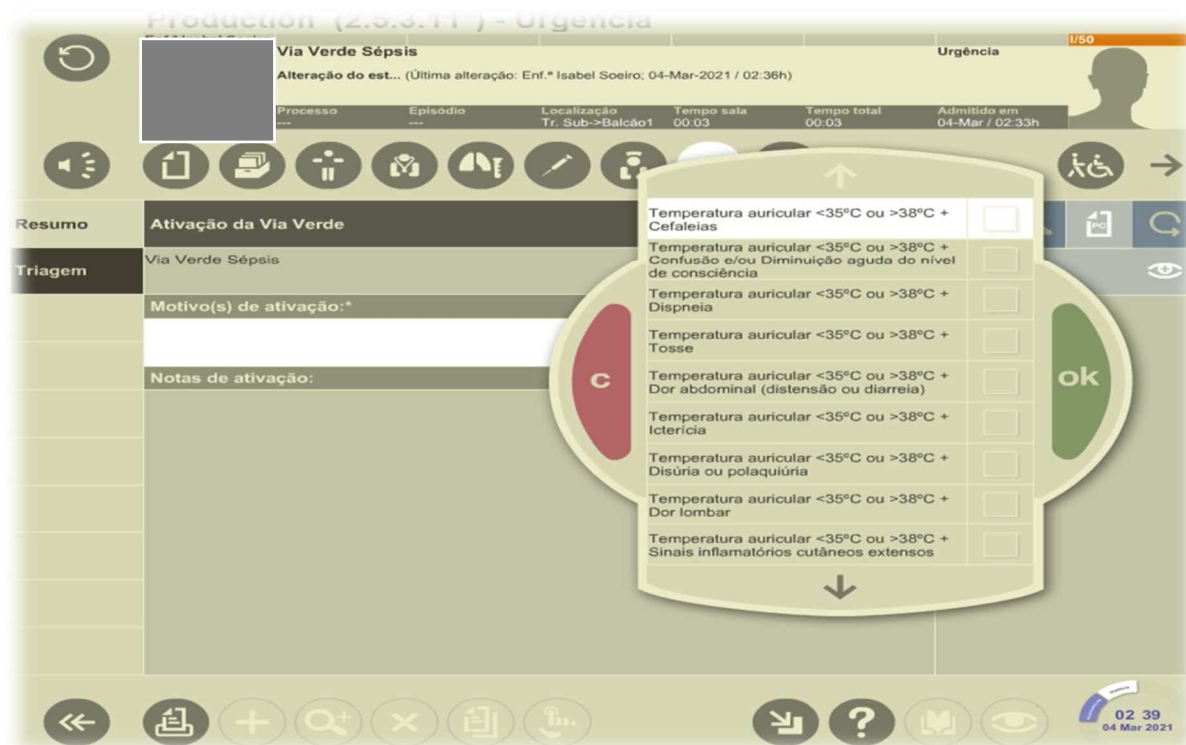 Production (2.5.3.11 ) - Urgência
Via Verde Sépsis
Urgência
I/50
Alteração do est... (Última alteração: Enf.ª Isabel Soeiro; 04-Mar-2021 / 02:36h)
Processo Episódio Localização Tempo sala Tempo total Admitido em
--- --- Tr. Sub->Balcão1 00:03 00:03 04-Mar / 02:33h
Resumo
Triagem
Ativação da Via Verde
Via Verde Sépsis
Motivo(s) de ativação:*
Notas de ativação:
C
Temperatura auricular <35ºC ou >38ºC +
Cefaleias
Temperatura auricular <35ºC ou >38ºC +
Confusão e/ou Diminuição aguda do nível
de consciência
Temperatura auricular <35ºC ou >38ºC +
Dispneia
Temperatura auricular <35ºC ou >38ºC +
Tosse
Temperatura auricular <35ºC ou >38ºC +
Dor abdominal (distensão ou diarreia)
Temperatura auricular <35ºC ou >38ºC +
Icterícia
Temperatura auricular <35ºC ou >38ºC +
Disúria ou polaquiúria
Temperatura auricular <35ºC ou >38ºC +
Dor lombar
Temperatura auricular <35ºC ou >38ºC +
Sinais inflamatórios cutâneos extensos
ok
PC
?
02 39
04 Mar 2021